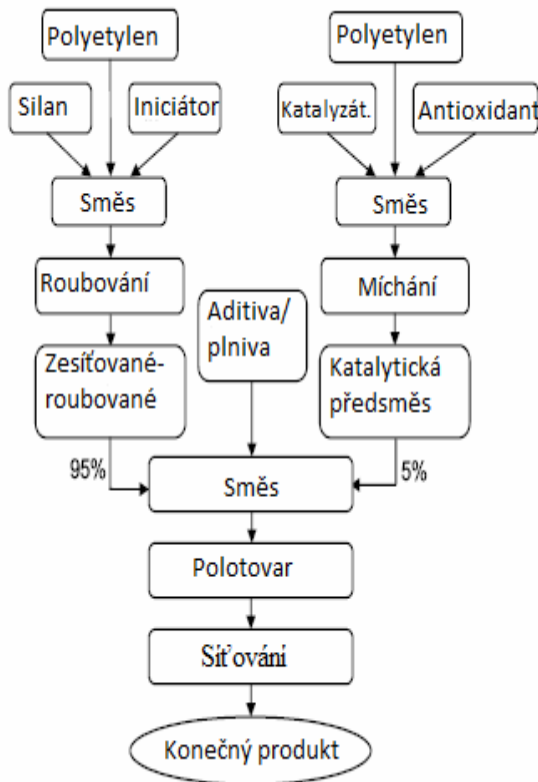 Polyetylen
Polyetylen
Silan
Iniciátor
Katalyzát.
Antioxidant
Směs
Směs
Roubování
Míchání
Aditiva/
plniva
Zesíťované-
roubované
Katalytická
předsměs
95%
5%
Směs
Polotovar
Síťování
Konečný produkt